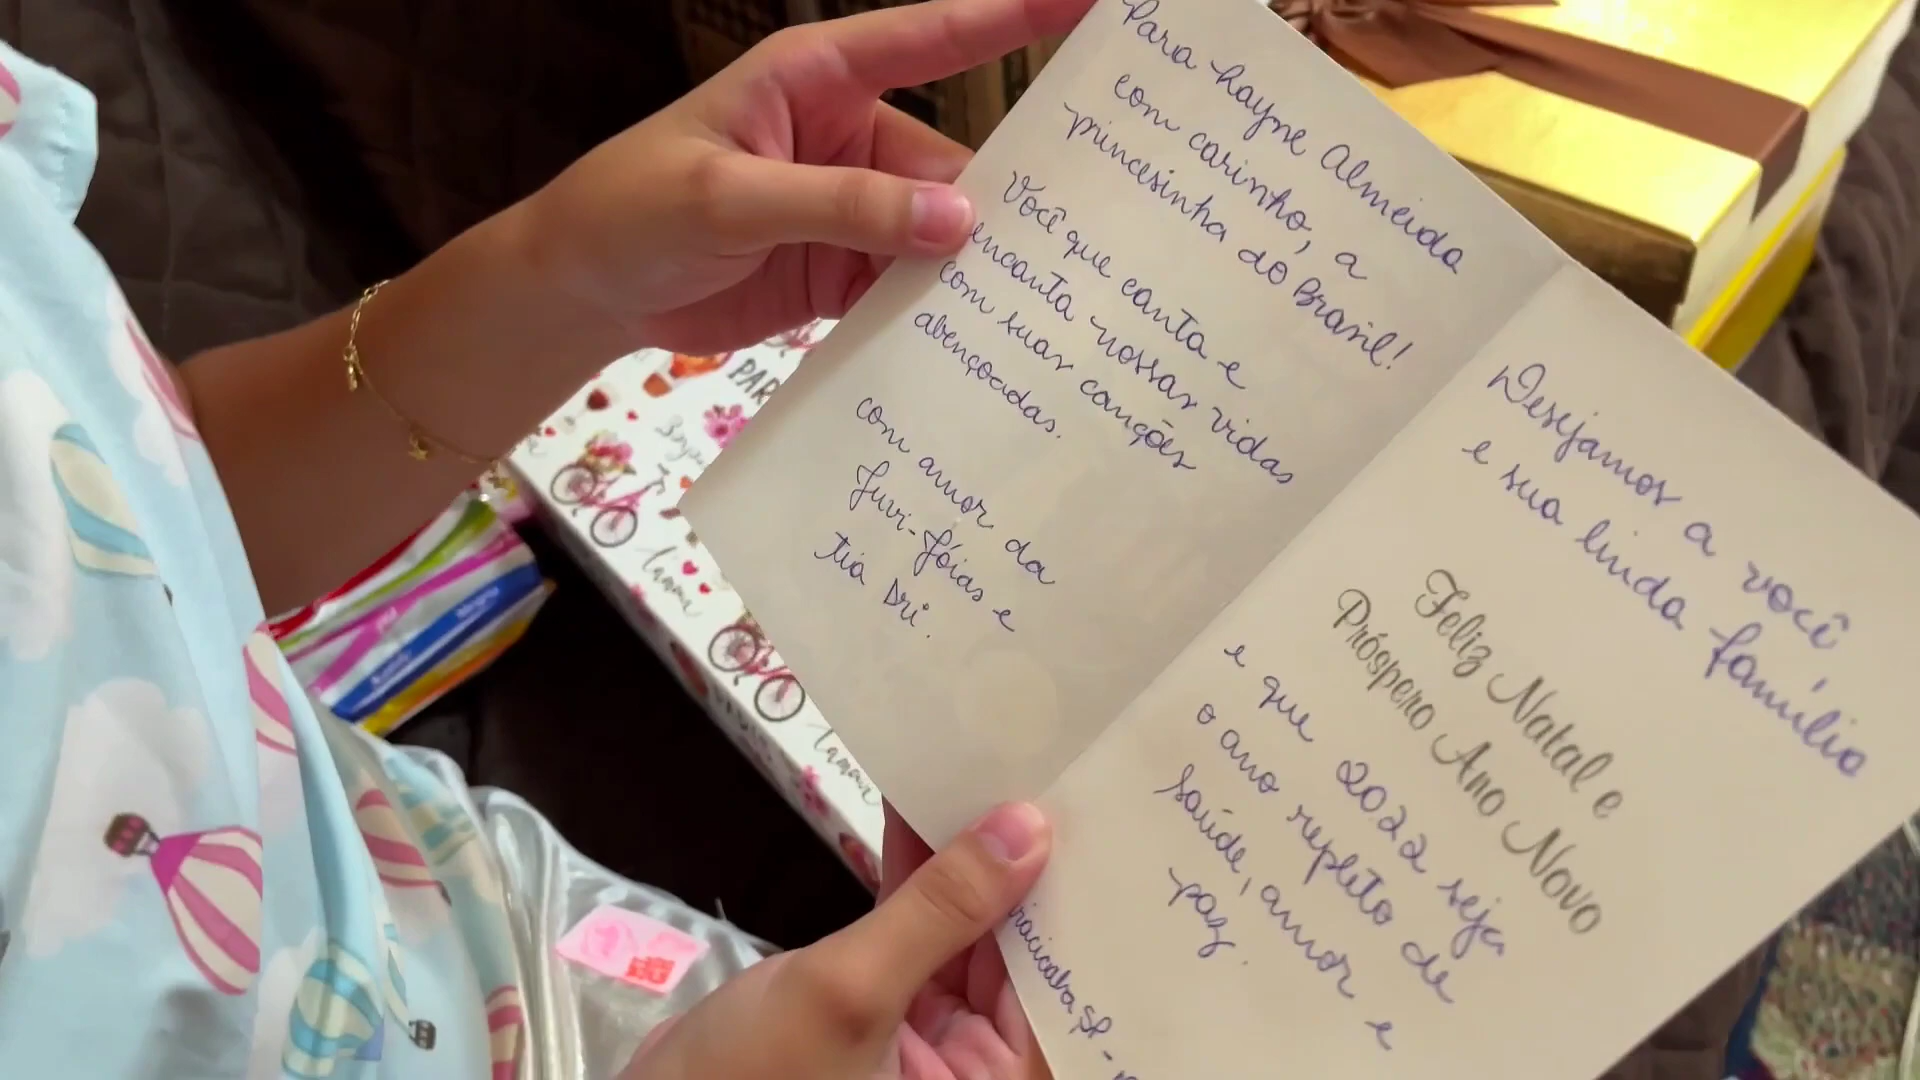 Para Rayne Almeida
com carinho, a
princesinha do Brasil!
Você que canta e
encanta nossas vidas
com suas canções
abençoadas.
com amor da
Juvi-Jóias e
tia Dri.
Desejamos a você
e sua linda família
Feliz Natal e
Próspero Ano Novo
e que 2022 seja
o ano repleto de
saúde, amor e
paz.